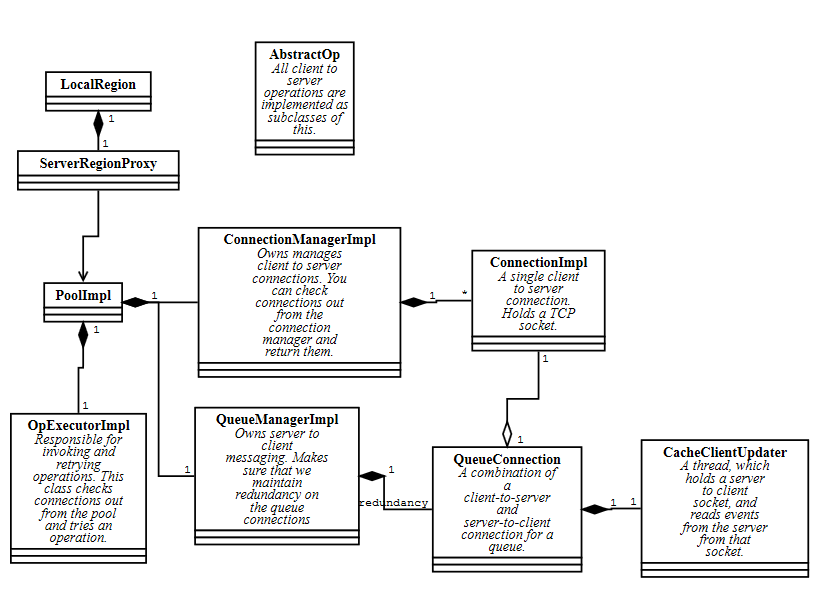 AbstractOp
All client to
server
operations are
implemented as
subclasses of
this.
LocalRegion
1
1
ServerRegionProxy
ConnectionManagerImpl
Owns manages
client to server
connections. You
can check
connections out
from the
connection
manager and
return them.
ConnectionImpl
A single client
to server
connection.
Holds a TCP
socket.
PoolImpl
1
1
1
*
1
1
1
OpExecutorImpl
Responsible for
invoking and
retrying
operations. This
class checks
connections out
from the pool
and tries an
operation.
QueueManagerImpl
Owns server to
client
messaging. Makes
sure that we
maintain
redundancy on
the queue
connections
1
1
redundancy
1
QueueConnection
A combination of
a
client-to-server
and
server-to-client
connection for a
queue.
1
1
CacheClientUpdater
A thread, which
holds a server
to client
socket, and
reads events
from the server
from that
socket.